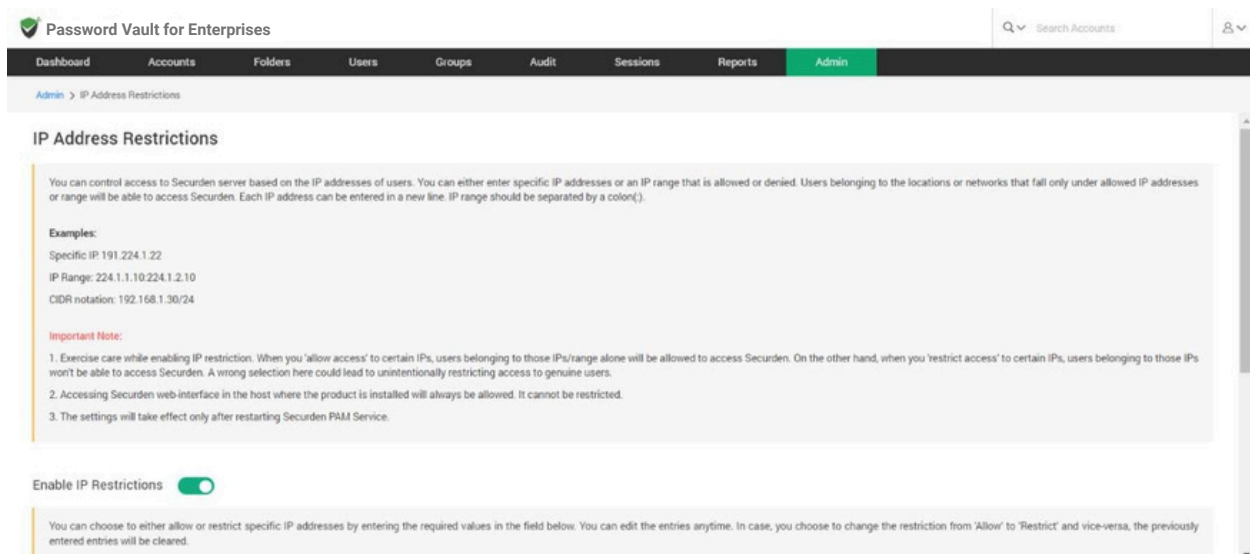 Password Vault for Enterprises
Search Accounts
Dashboard Accounts Folders Users Groups Audit Sessions Reports Admin
Admin > IP Address Restrictions
IP Address Restrictions
You can control access to Securden server based on the IP addresses of users. You can either enter specific IP addresses or an IP range that is allowed or denied. Users belonging to the locations or networks that fall only under allowed IP addresses
or range will be able to access Securden. Each IP address can be entered in a new line. IP range should be separated by a colon(:).
Examples:
Specific IP: 191.224.1.22
IP Range: 224.1.1.10:224.1.2.10
CIDR notation: 192.168.1.30/24
Important Note:
1. Exercise care while enabling IP restriction. When you 'allow access' to certain IPs, users belonging to those IPs/range alone will be allowed to access Securden. On the other hand, when you 'restrict access' to certain IPs, users belonging to those IPs
won't be able to access Securden. A wrong selection here could lead to unintentionally restricting access to genuine users.
2. Accessing Securden web-interface in the host where the product is installed will always be allowed. It cannot be restricted.
3. The settings will take effect only after restarting Securden PAM Service.
Enable IP Restrictions
You can choose to either allow or restrict specific IP addresses by entering the required values in the field below. You can edit the entries anytime. In case, you choose to change the restriction from 'Allow' to 'Restrict' and vice-versa, the previously
entered entries will be cleared.